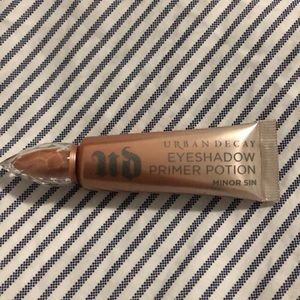 UD
URBAN DECAY
EYESHADOW
PRIMER POTION
MINOR SIN